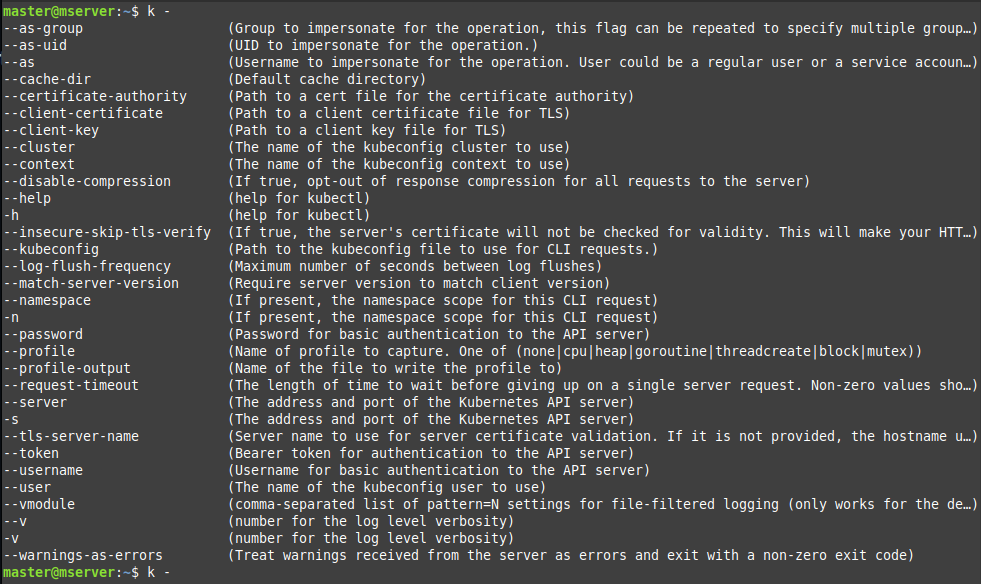 master@mserver:~$ k -
--as-group                  (Group to impersonate for the operation, this flag can be repeated to specify multiple group…)
--as-uid                    (UID to impersonate for the operation.)
--as                        (Username to impersonate for the operation. User could be a regular user or a service accoun…)
--cache-dir                 (Default cache directory)
--certificate-authority     (Path to a cert file for the certificate authority)
--client-certificate        (Path to a client certificate file for TLS)
--client-key                (Path to a client key file for TLS)
--cluster                   (The name of the kubeconfig cluster to use)
--context                   (The name of the kubeconfig context to use)
--disable-compression       (If true, opt-out of response compression for all requests to the server)
--help                      (help for kubectl)
-h                          (help for kubectl)
--insecure-skip-tls-verify  (If true, the server's certificate will not be checked for validity. This will make your HTT…)
--kubeconfig                (Path to the kubeconfig file to use for CLI requests.)
--log-flush-frequency       (Maximum number of seconds between log flushes)
--match-server-version      (Require server version to match client version)
--namespace                 (If present, the namespace scope for this CLI request)
-n                          (If present, the namespace scope for this CLI request)
--password                  (Password for basic authentication to the API server)
--profile                   (Name of profile to capture. One of (none|cpu|heap|goroutine|threadcreate|block|mutex))
--profile-output            (Name of the file to write the profile to)
--request-timeout           (The length of time to wait before giving up on a single server request. Non-zero values sho…)
--server                    (The address and port of the Kubernetes API server)
-s                          (The address and port of the Kubernetes API server)
--tls-server-name           (Server name to use for server certificate validation. If it is not provided, the hostname u…)
--token                     (Bearer token for authentication to the API server)
--username                  (Username for basic authentication to the API server)
--user                      (The name of the kubeconfig user to use)
--vmodule                   (comma-separated list of pattern=N settings for file-filtered logging (only works for the de…)
--v                         (number for the log level verbosity)
-v                          (number for the log level verbosity)
--warnings-as-errors        (Treat warnings received from the server as errors and exit with a non-zero exit code)
master@mserver:~$ k -